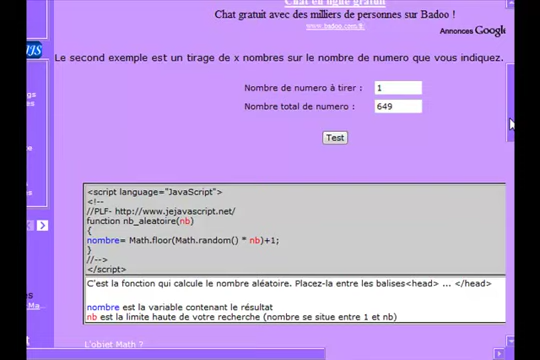 Chat en ligne gratuit
Chat gratuit avec des milliers de personnes sur Badoo !
www.badoo.com/fr/
Annonces Google
Le second exemple est un tirage de x nombres sur le nombre de numero que vous indiquez.
Nombre de numero à tirer : 1
Nombre total de numero : 649
Test
<script language="JavaScript">
<!--
//PLF- http://www.jejavascript.net/
function nb_aleatoire(nb)
{
nombre= Math.floor(Math.random() * nb)+1;
}
//-->
</script>
C'est la fonction qui calcule le nombre aléatoire. Placez-la entre les balises<head> ... </head>
nombre est la variable contenant le résultat
nb est la limite haute de votre recherche (nombre se situe entre 1 et nb)
L'objet Math ?